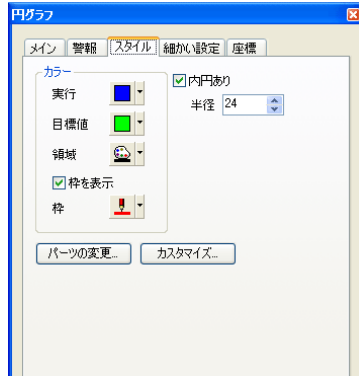 円グラフ
メイン 警報 スタイル 細かい設定 座標
カラー
実行
目標値
領域
枠を表示
枠
内円あり
半径 24
パーツの変更... カスタマイズ...